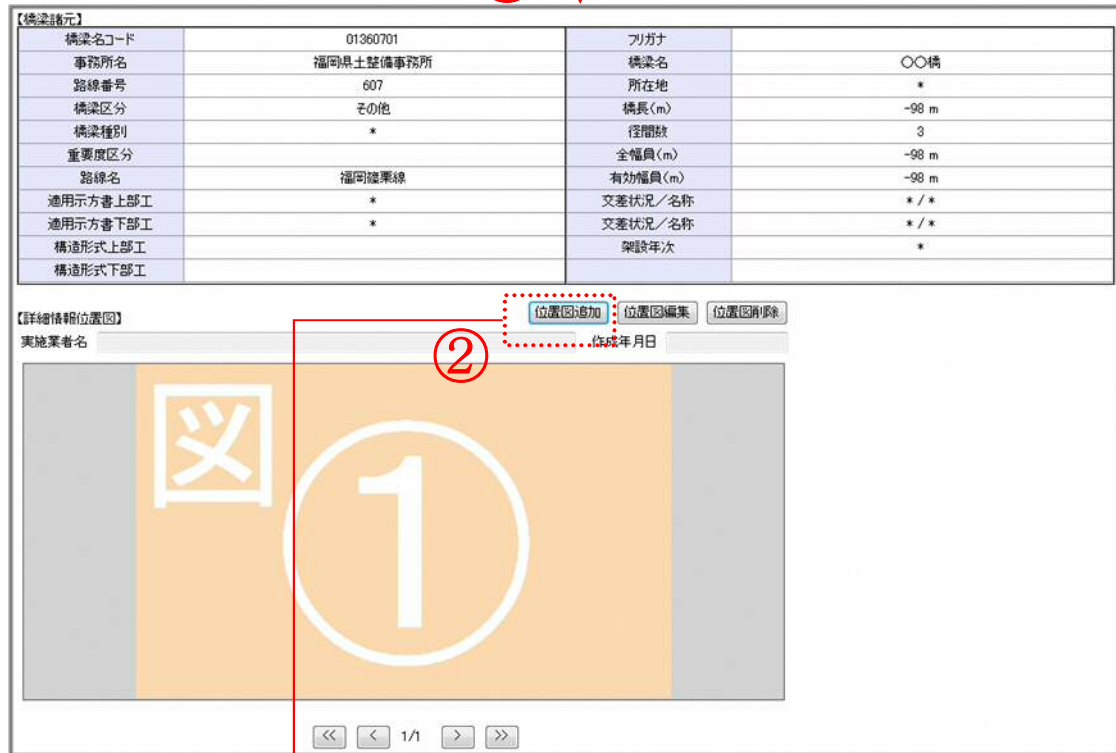 【橋梁諸元】
橋梁名コード 01360701 フリガナ
事務所名 福岡県土整備事務所 橋梁名 〇〇橋
路線番号 607 所在地 *
橋梁区分 その他 橋長(m) -98 m
橋梁種別 * 径間数 3
重要度区分 全幅員(m) -98 m
路線名 福岡篠栗線 有効幅員(m) -98 m
適用示方書上部工 * 交差状況/名称 * / *
適用示方書下部工 * 交差状況/名称 * / *
構造形式上部工 架設年次 *
構造形式下部工
【詳細情報位置図】 位置図追加 位置図編集 位置図削除
実施業者名 作成年月日
②
図①
<< < 1/1 > >>